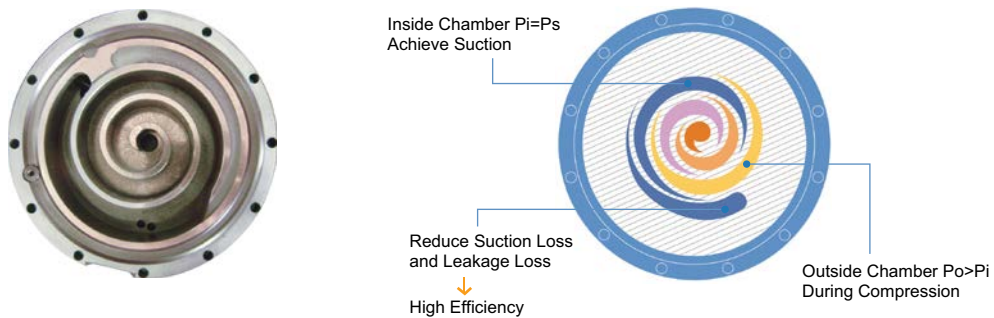 Inside Chamber Pi=Ps
Achieve Suction
Reduce Suction Loss
and Leakage Loss
High Efficiency
Outside Chamber Po>Pi
During Compression